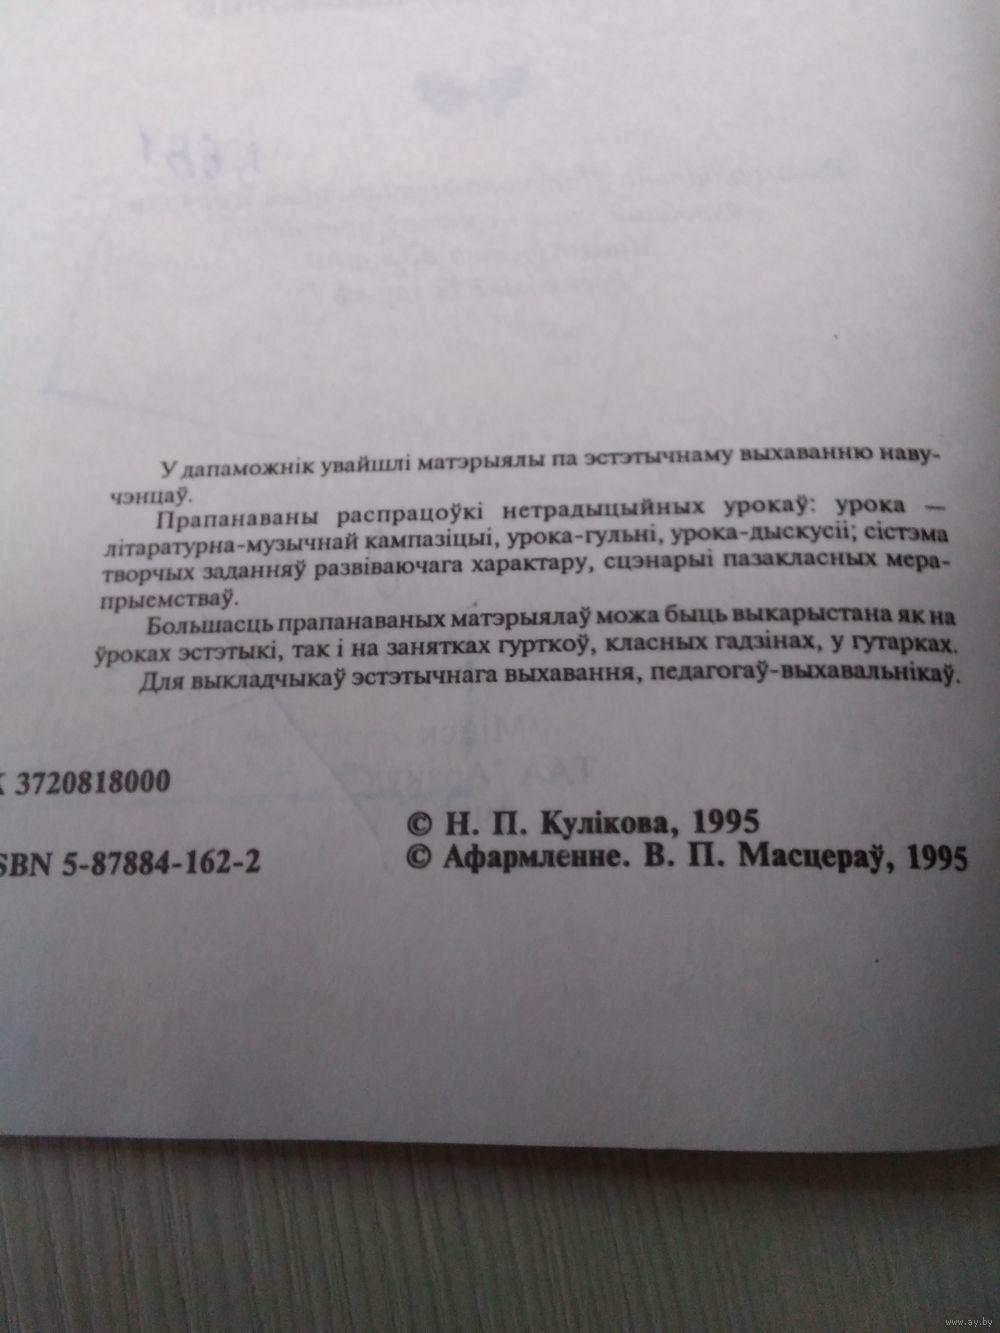 У дапаможнік увайшлі матэрыялы па эстэтычнаму выхаванню наву-
чэнцаў.
Прапанаваны распрацоўкі нетрадыцыйных урокаў: урока —
літаратурна-музычнай кампазіцыі, урока-гульні, урока-дыскусіі; сістэма
творчых заданняў развіваючага характару, сцэнарыі пазакласных мера-
прыемстваў.
Большасць прапанаваных матэрыялаў можа быць выкарыстана як на
ўроках эстэтыкі, так і на занятках гурткоў, класных гадзінах, у гутарках.
Для выкладчыкаў эстэтычнага выхавання, педагогаў-выхавальнікаў.
К 3720818000
© Н. П. Кулікова, 1995
SBN 5-87884-162-2
© Афармленне. В. П. Масцераў, 1995
www.ay.by